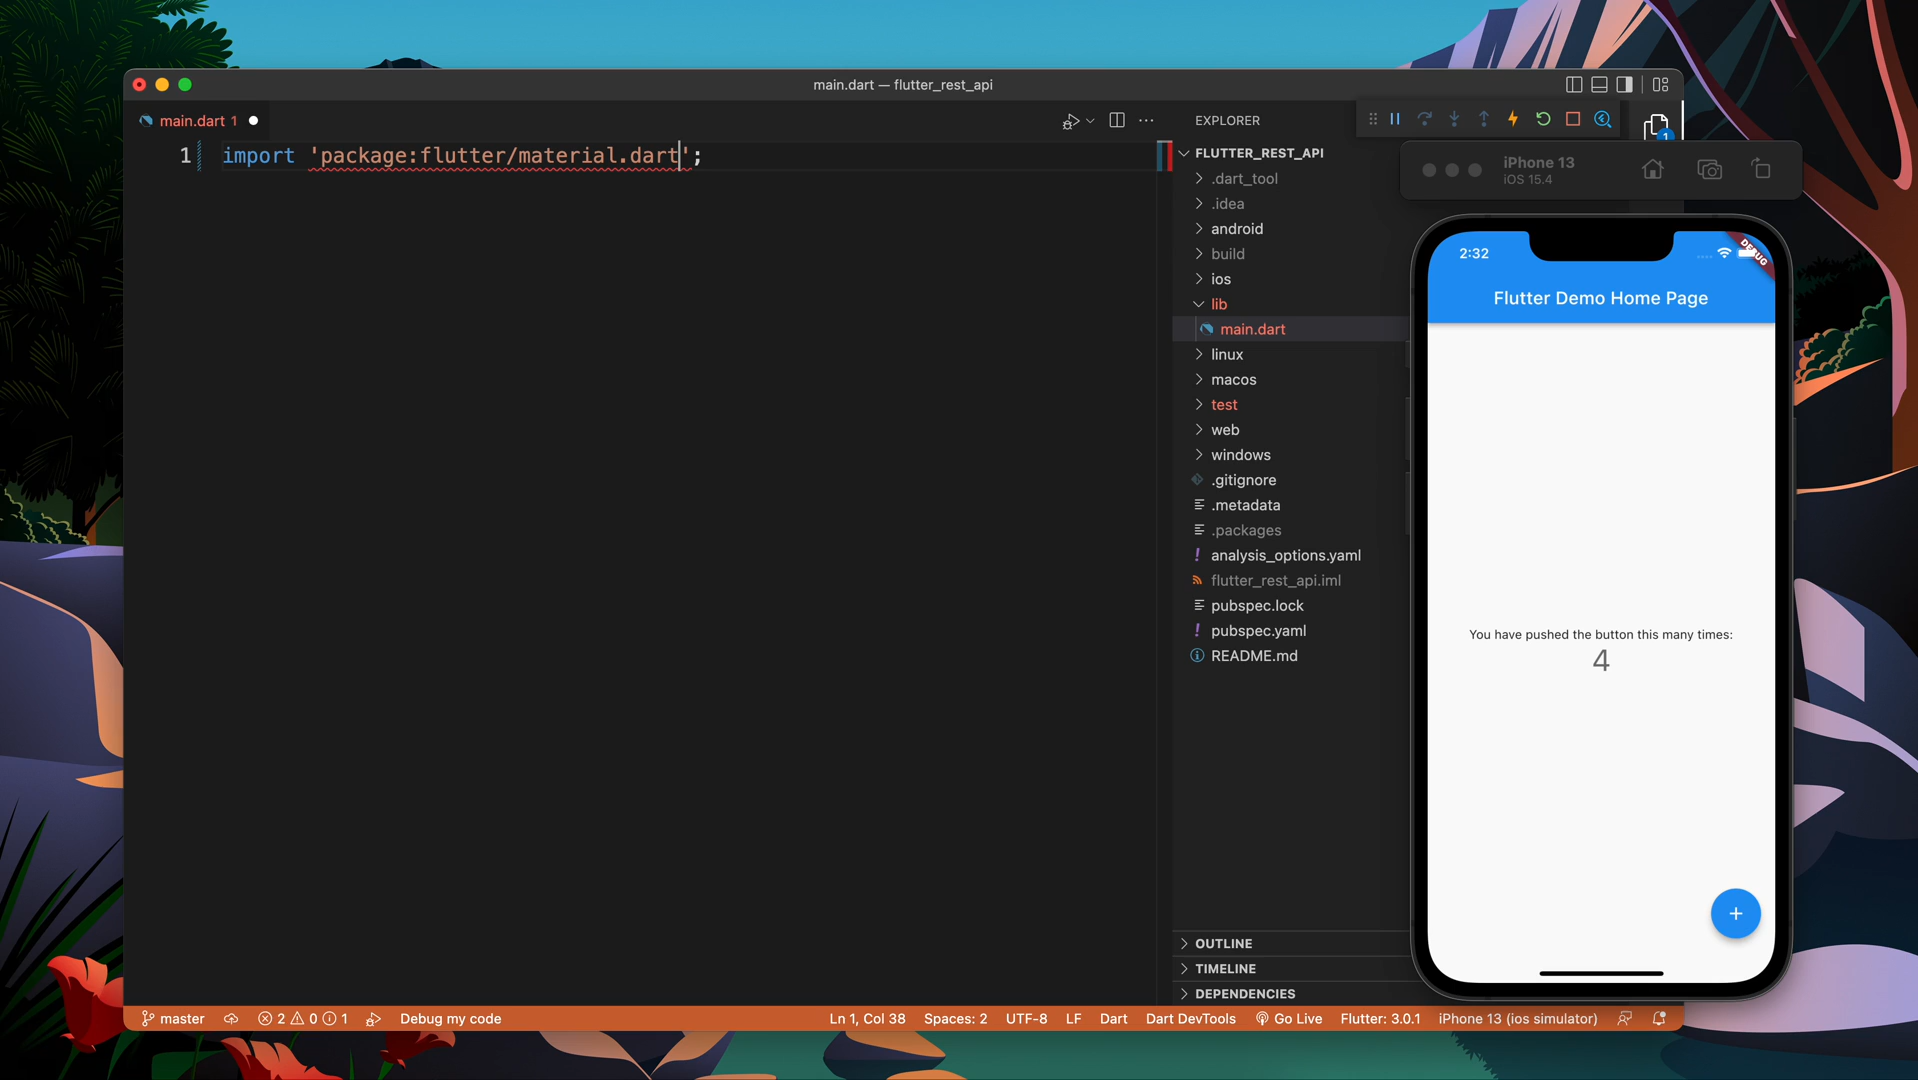 main.dart — flutter_rest_api
main.dart 1
1 import 'package:flutter/material.dart';
EXPLORER
1
FLUTTER_REST_API
.dart_tool
.idea
android
build
ios
lib
main.dart
linux
macos
test
web
windows
.gitignore
.metadata
.packages
analysis_options.yaml
flutter_rest_api.iml
pubspec.lock
pubspec.yaml
README.md
OUTLINE
TIMELINE
DEPENDENCIES
iPhone 13
iOS 15.4
2:32
DEBUG
Flutter Demo Home Page
You have pushed the button this many times:
4
+
master 2 0 1 Debug my code Ln 1, Col 38 Spaces: 2 UTF-8 LF Dart Dart DevTools Go Live Flutter: 3.0.1 iPhone 13 (ios simulator)